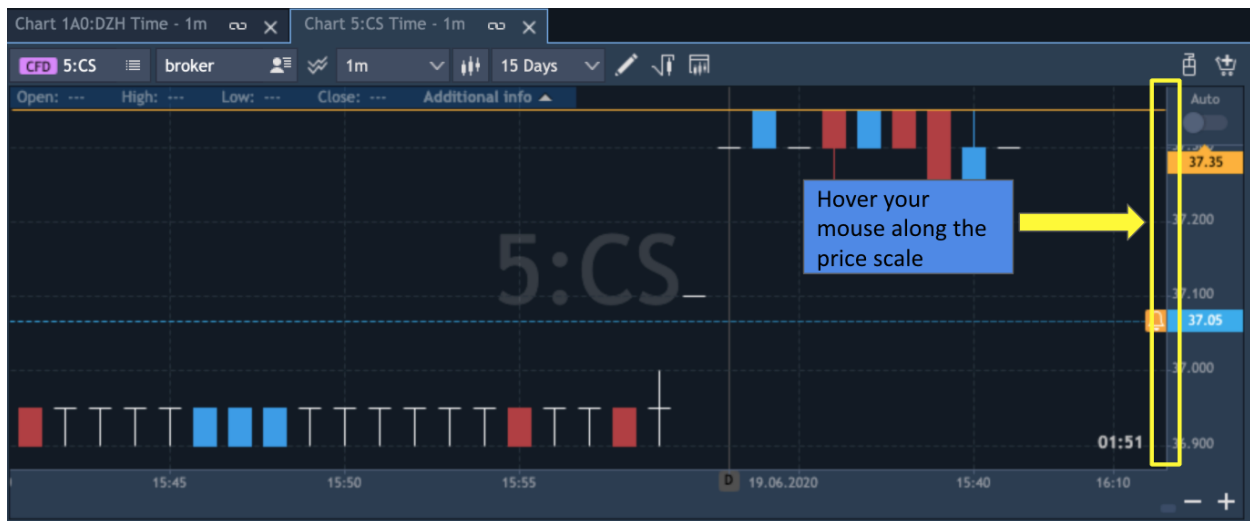 Chart 1A0:DZH Time - 1m
Chart 5:CS Time - 1m
CFD 5:CS broker 1m 15 Days
Open: --- High: --- Low: --- Close: --- Additional info
Auto
37.35
Hover your
mouse along the
price scale
37.200
5:CS
37.100
37.05
37.000
01:51
36.900
15:45 15:50 15:55 D 19.06.2020 15:40 16:10